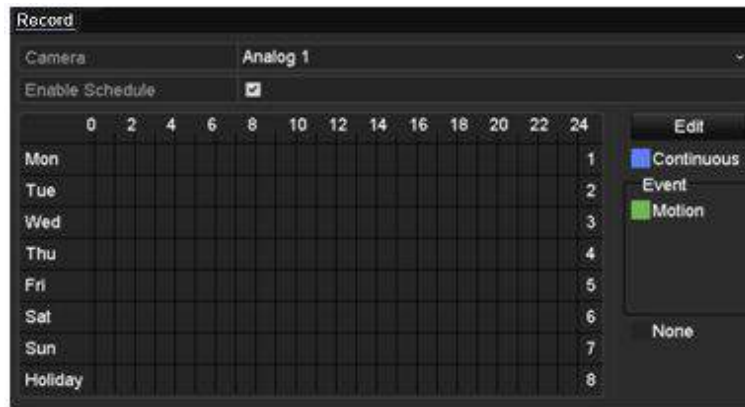 Record
Camera Analog 1
Enable Schedule
0 2 4 6 8 10 12 14 16 18 20 22 24
Edit
Mon 1
Continuous
Tue 2
Event
Wed 3
Motion
Thu 4
Fri 5
Sat 6
None
Sun 7
Holiday 8